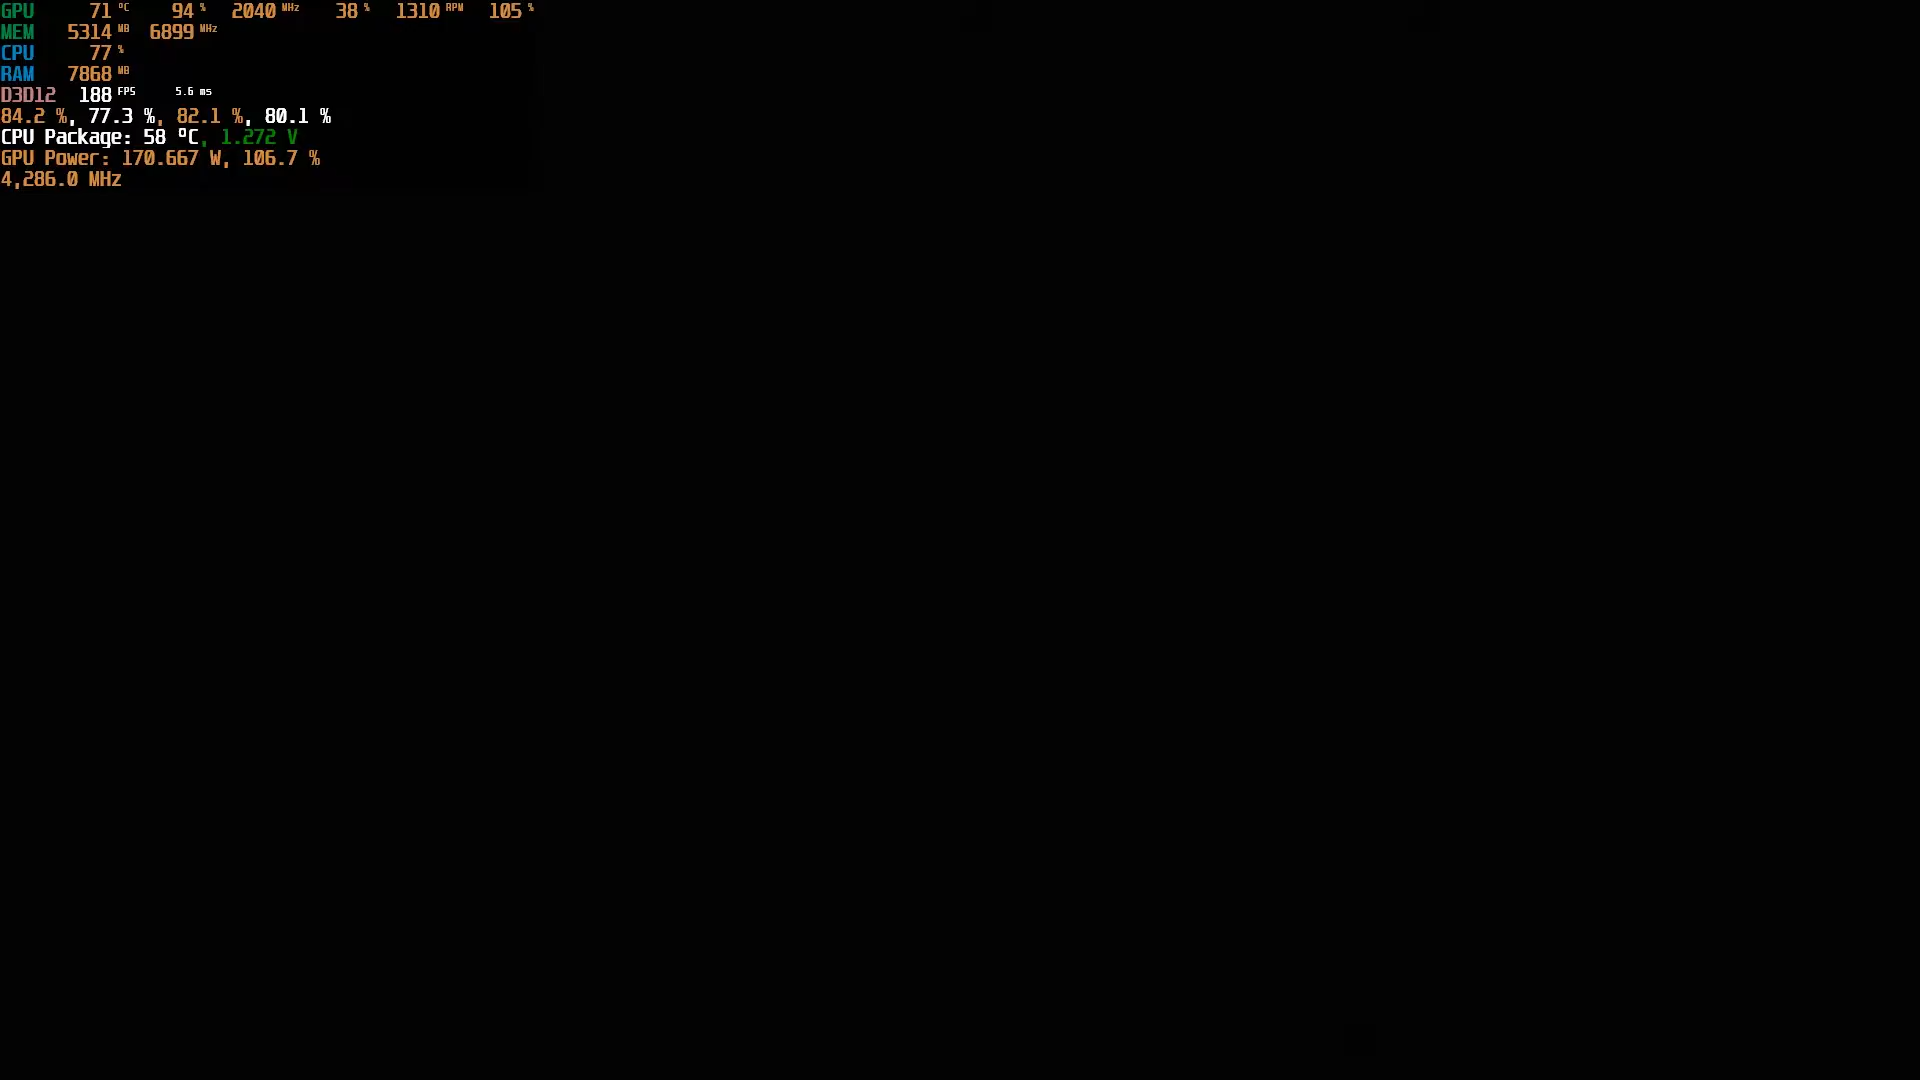 GPU 71 °C 94 % 2040 MHz 38 % 1310 RPM 105 %
MEM 5314 MB 6899 MHz
CPU 77 %
RAM 7868 MB
D3D12 188 FPS 5.6 ms
84.2 %, 77.3 %, 82.1 %, 80.1 %
CPU Package: 58 °C, 1.272 V
GPU Power: 170.667 W, 106.7 %
4,286.0 MHz